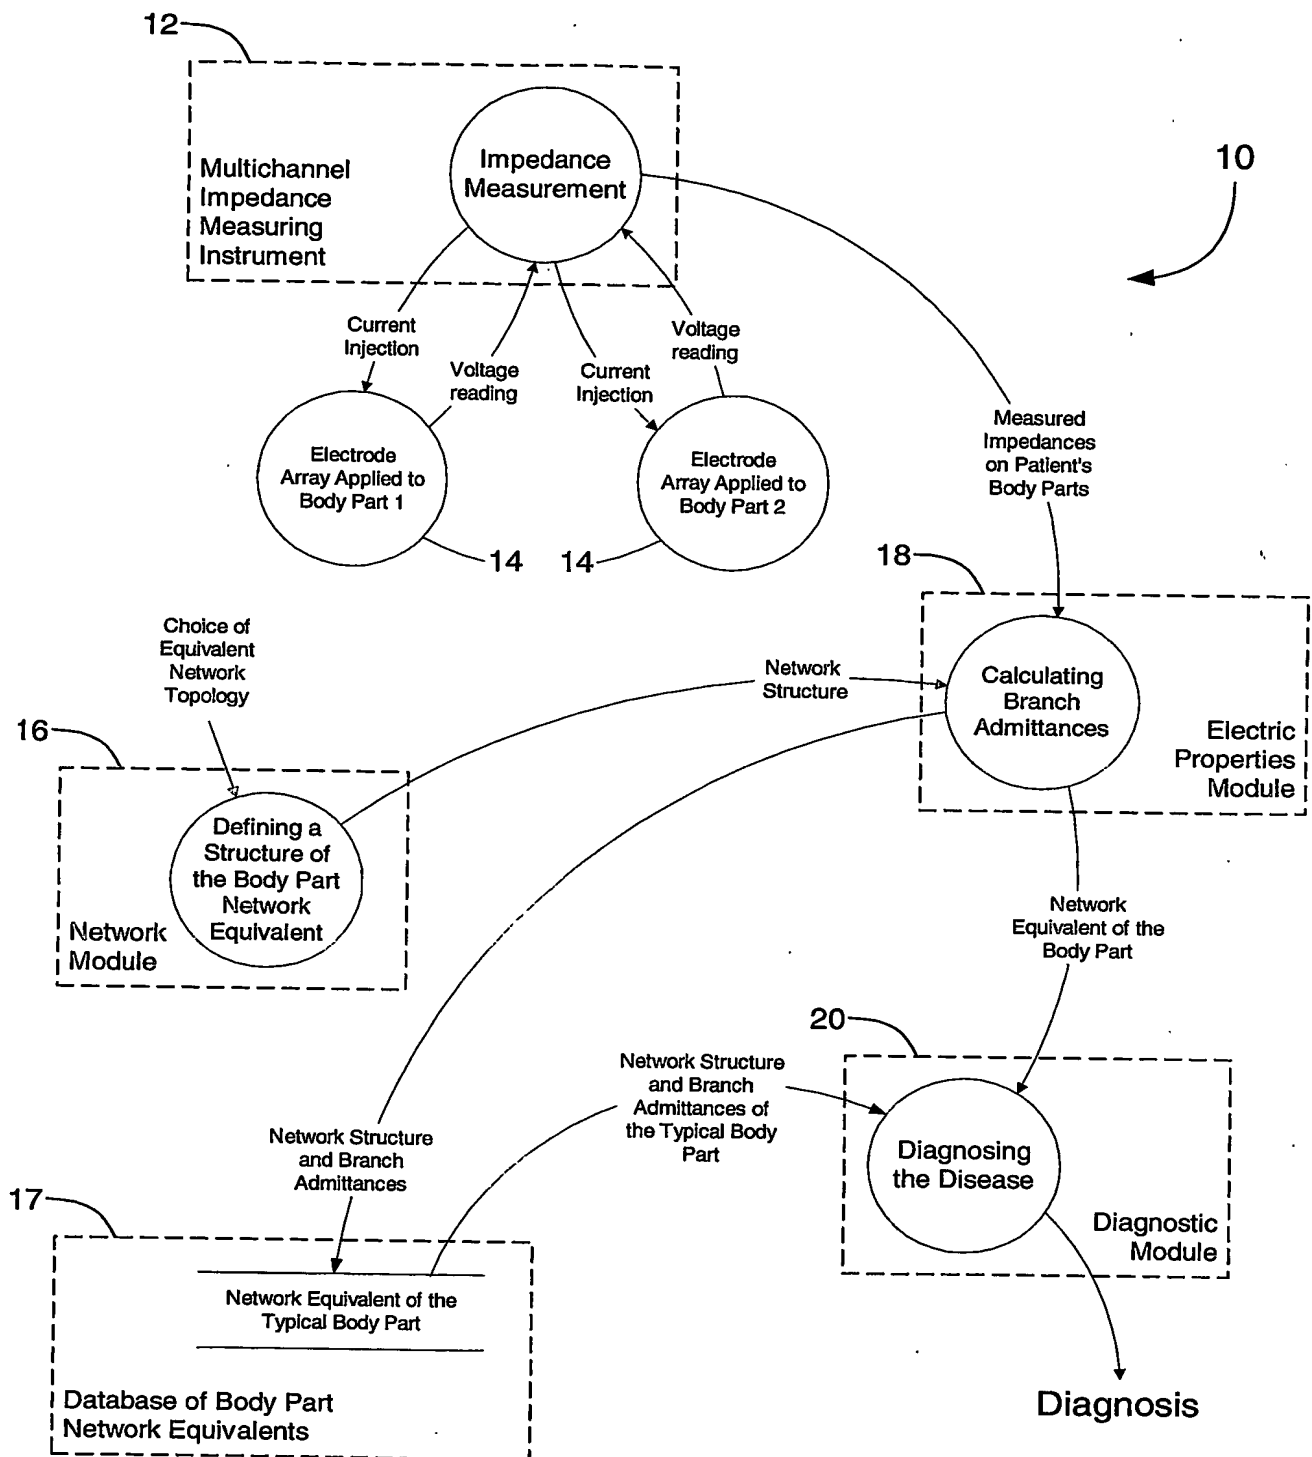 12
10
Multichannel
Impedance
Measuring
Instrument
Impedance
Measurement
Current
Injection
Voltage
reading
Current
Injection
Voltage
reading
Electrode
Array Applied to
Body Part 1
Electrode
Array Applied to
Body Part 2
14
14
Measured
Impedances
on Patient's
Body Parts
18
Choice of
Equivalent
Network
Topology
Network
Structure
Calculating
Branch
Admittances
Electric
Properties
Module
16
Defining a
Structure of
the Body Part
Network
Equivalent
Network
Module
Network
Equivalent of the
Body Part
20
Network Structure
and Branch
Admittances of
the Typical Body
Part
Network Structure
and Branch
Admittances
Diagnosing
the Disease
Diagnostic
Module
17
Network Equivalent of the
Typical Body Part
Database of Body Part
Network Equivalents
Diagnosis